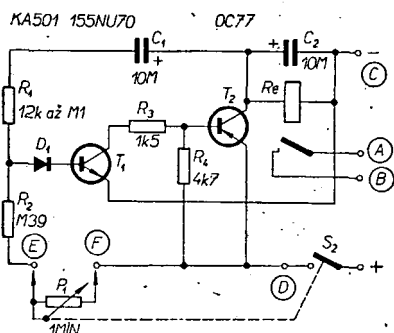 KA501 155NU70 OC77
C1 + C2
10M + 10M
−
C
R1
12k až M1
R3
1k5
T2
Re
D1
T1
R4
4k7
A
B
R2
M39
E F
S2
P1
D +
1M/N